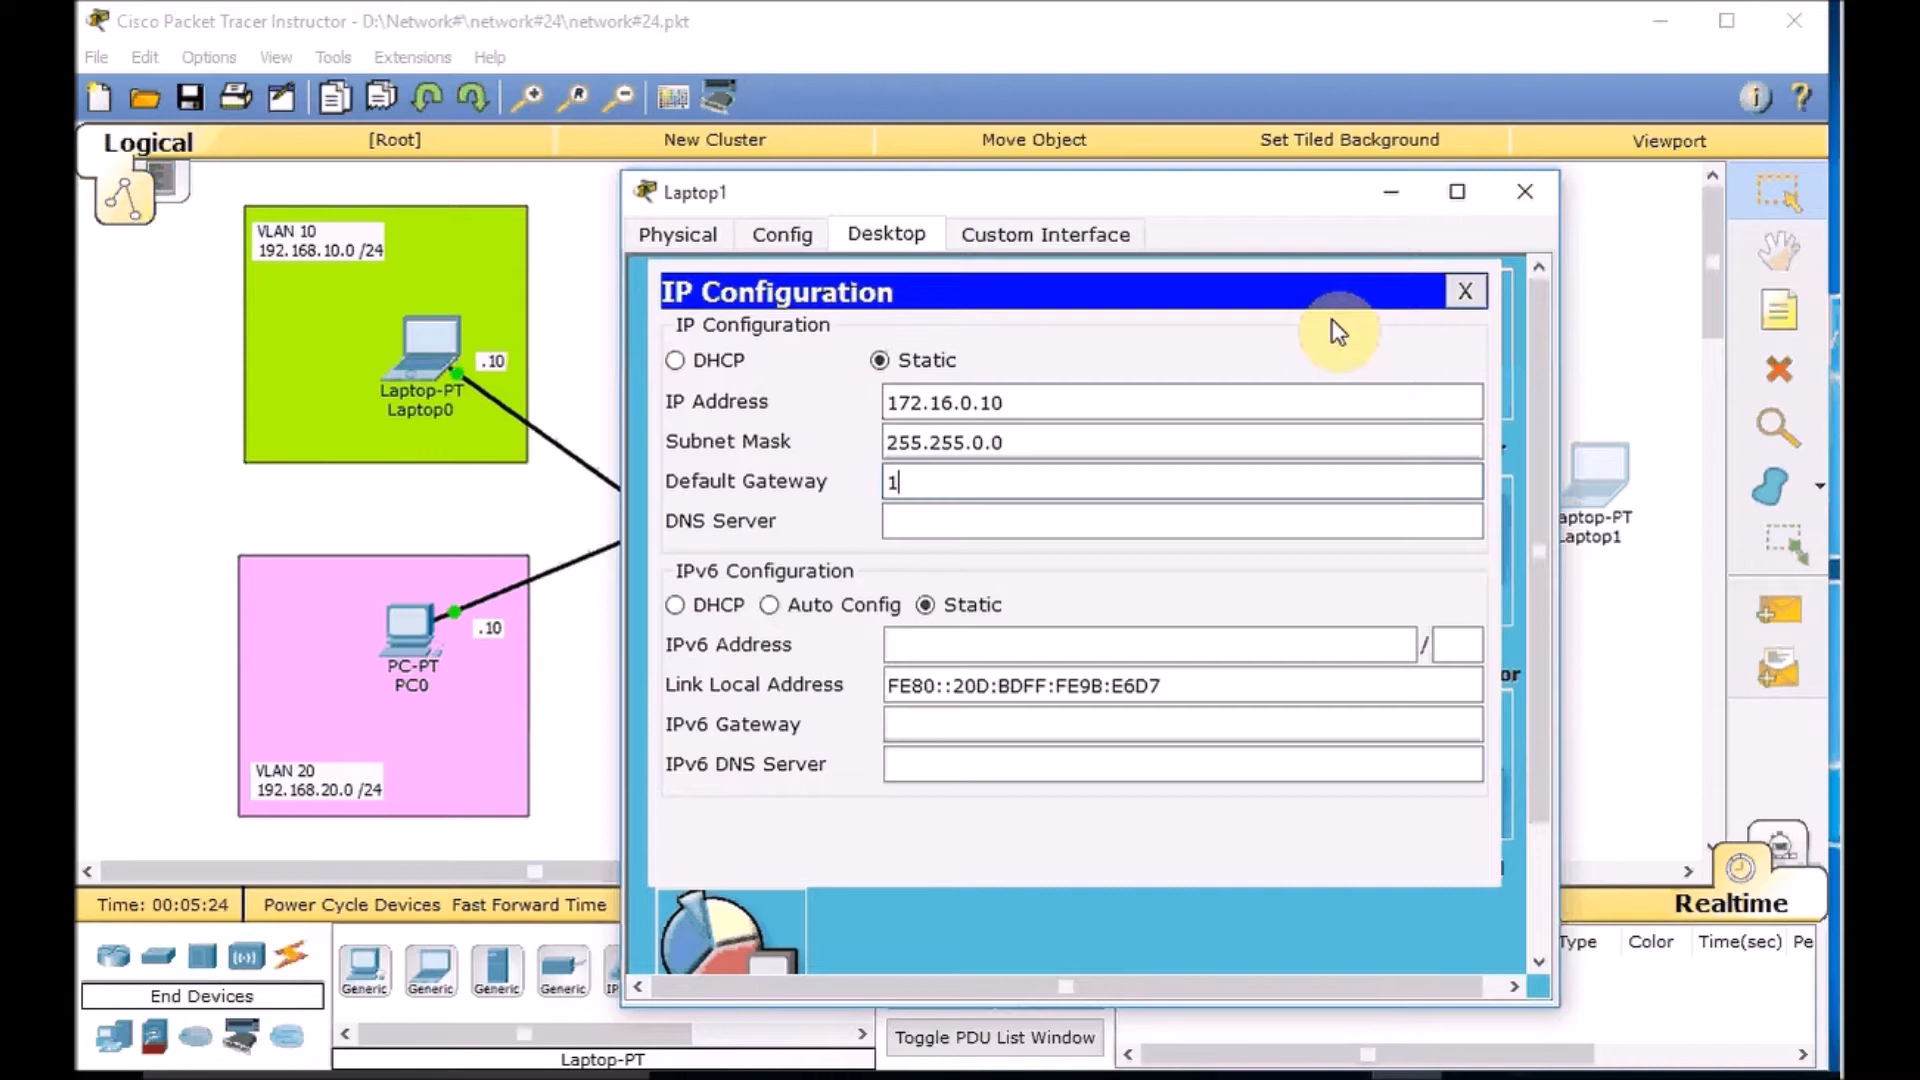 Cisco Packet Tracer Instructor - D:\Network#\network#24\network#24.pkt
File Edit Options View Tools Extensions Help
Logical [Root] New Cluster Move Object Set Tiled Background Viewport
VLAN 10
192.168.10.0 /24
.10
Laptop-PT
Laptop0
.10
PC-PT
PC0
VLAN 20
192.168.20.0 /24
Laptop1
Physical Config Desktop Custom Interface
IP Configuration X
IP Configuration
DHCP Static
IP Address 172.16.0.10
Subnet Mask 255.255.0.0
Default Gateway 1
DNS Server
IPv6 Configuration
DHCP Auto Config Static
IPv6 Address /
Link Local Address FE80::20D:BDFF:FE9B:E6D7
IPv6 Gateway
IPv6 DNS Server
or
aptop-PT
aptop1
Time: 00:05:24 Power Cycle Devices Fast Forward Time
Realtime
Generic Generic Generic Generic IP
End Devices
Laptop-PT
Toggle PDU List Window
Type Color Time(sec) Pe